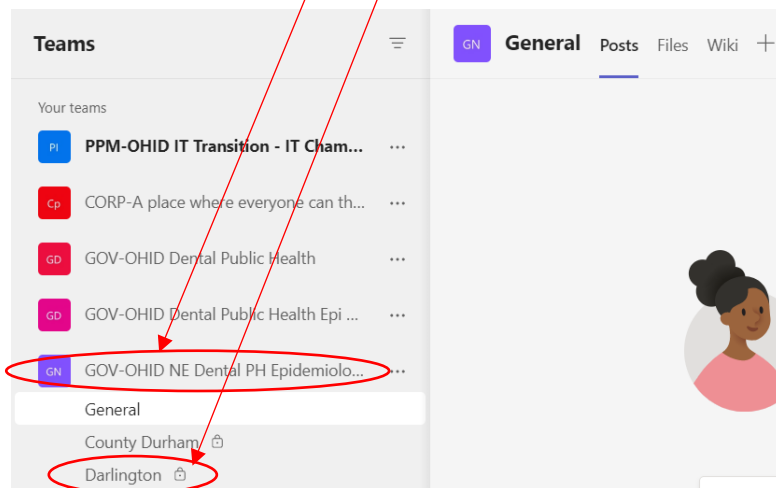 Teams
GN General Posts Files Wiki +
Your teams
PI PPM-OHID IT Transition - IT Cham... ...
Cp CORP-A place where everyone can th... ...
GD GOV-OHID Dental Public Health ...
GD GOV-OHID Dental Public Health Epi ... ...
GN GOV-OHID NE Dental PH Epidemiolo... ...
General
County Durham
Darlington